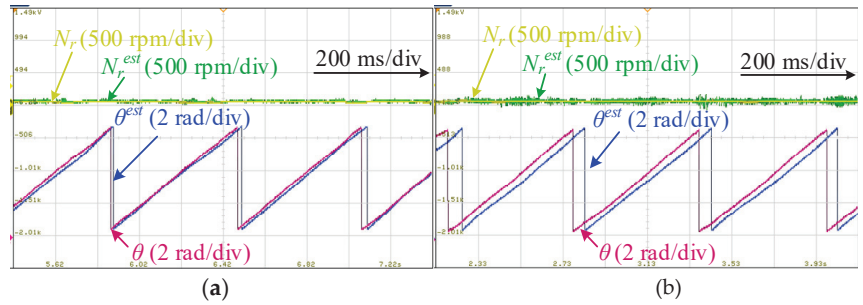 1.49kV
N_r (500 rpm/div)
N_r^est (500 rpm/div)
200 ms/div
994
494
θ^est (2 rad/div)
-506
-1.01k
-1.51k
-2.01k
θ (2 rad/div)
5.62 6.02 6.42 6.82 7.22s
(a)
1.49kV
N_r (500 rpm/div)
N_r^est (500 rpm/div)
200 ms/div
988
488
θ^est (2 rad/div)
-1.01k
-1.51k
-2.01k
θ (2 rad/div)
2.33 2.73 3.13 3.53 3.93s
(b)